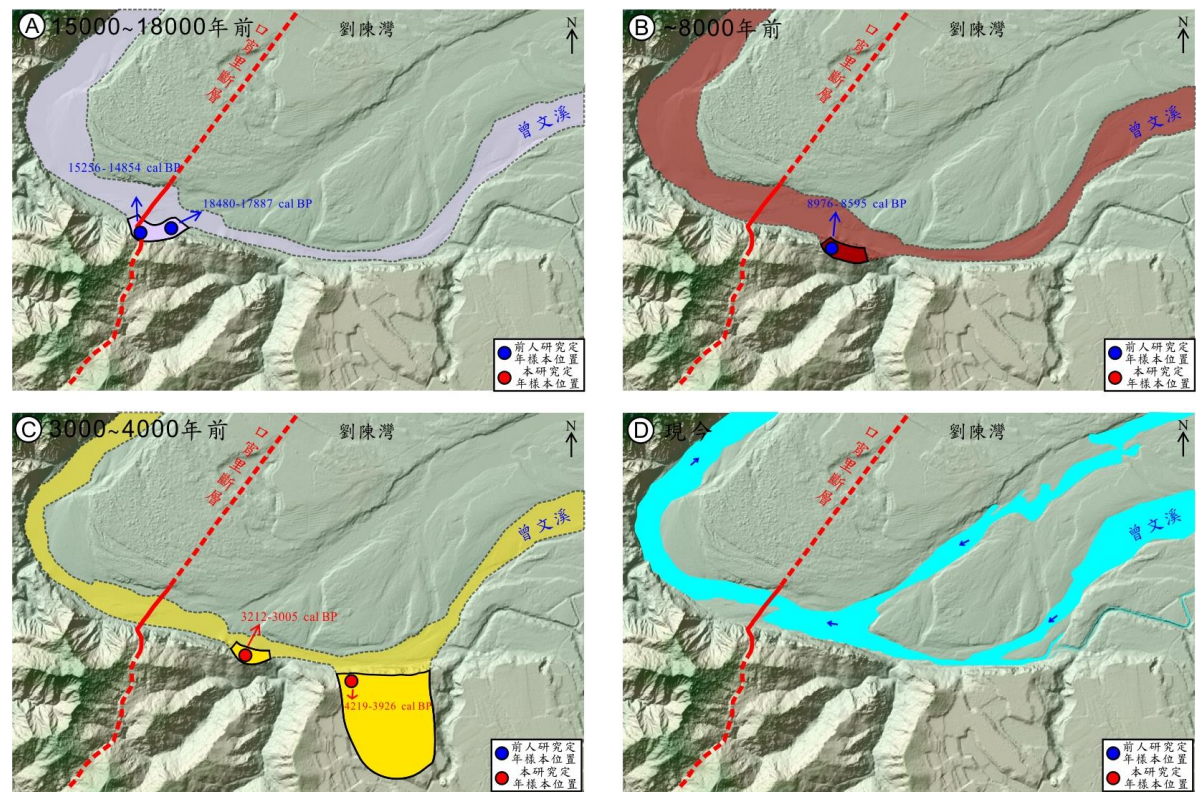 A 15000~18000年前
劉陳灣
N
口宵里斷層
曾文溪
15256-14854 cal BP
18480-17887 cal BP
前人研究定
年樣本位置
本研究定
年樣本位置
B ~8000年前
劉陳灣
N
口宵里斷層
曾文溪
8976-8595 cal BP
前人研究定
年樣本位置
本研究定
年樣本位置
C 3000~4000年前
劉陳灣
N
口宵里斷層
曾文溪
3212-3005 cal BP
4219-3926 cal BP
前人研究定
年樣本位置
本研究定
年樣本位置
D 現今
劉陳灣
N
口宵里斷層
曾文溪
前人研究定
年樣本位置
本研究定
年樣本位置